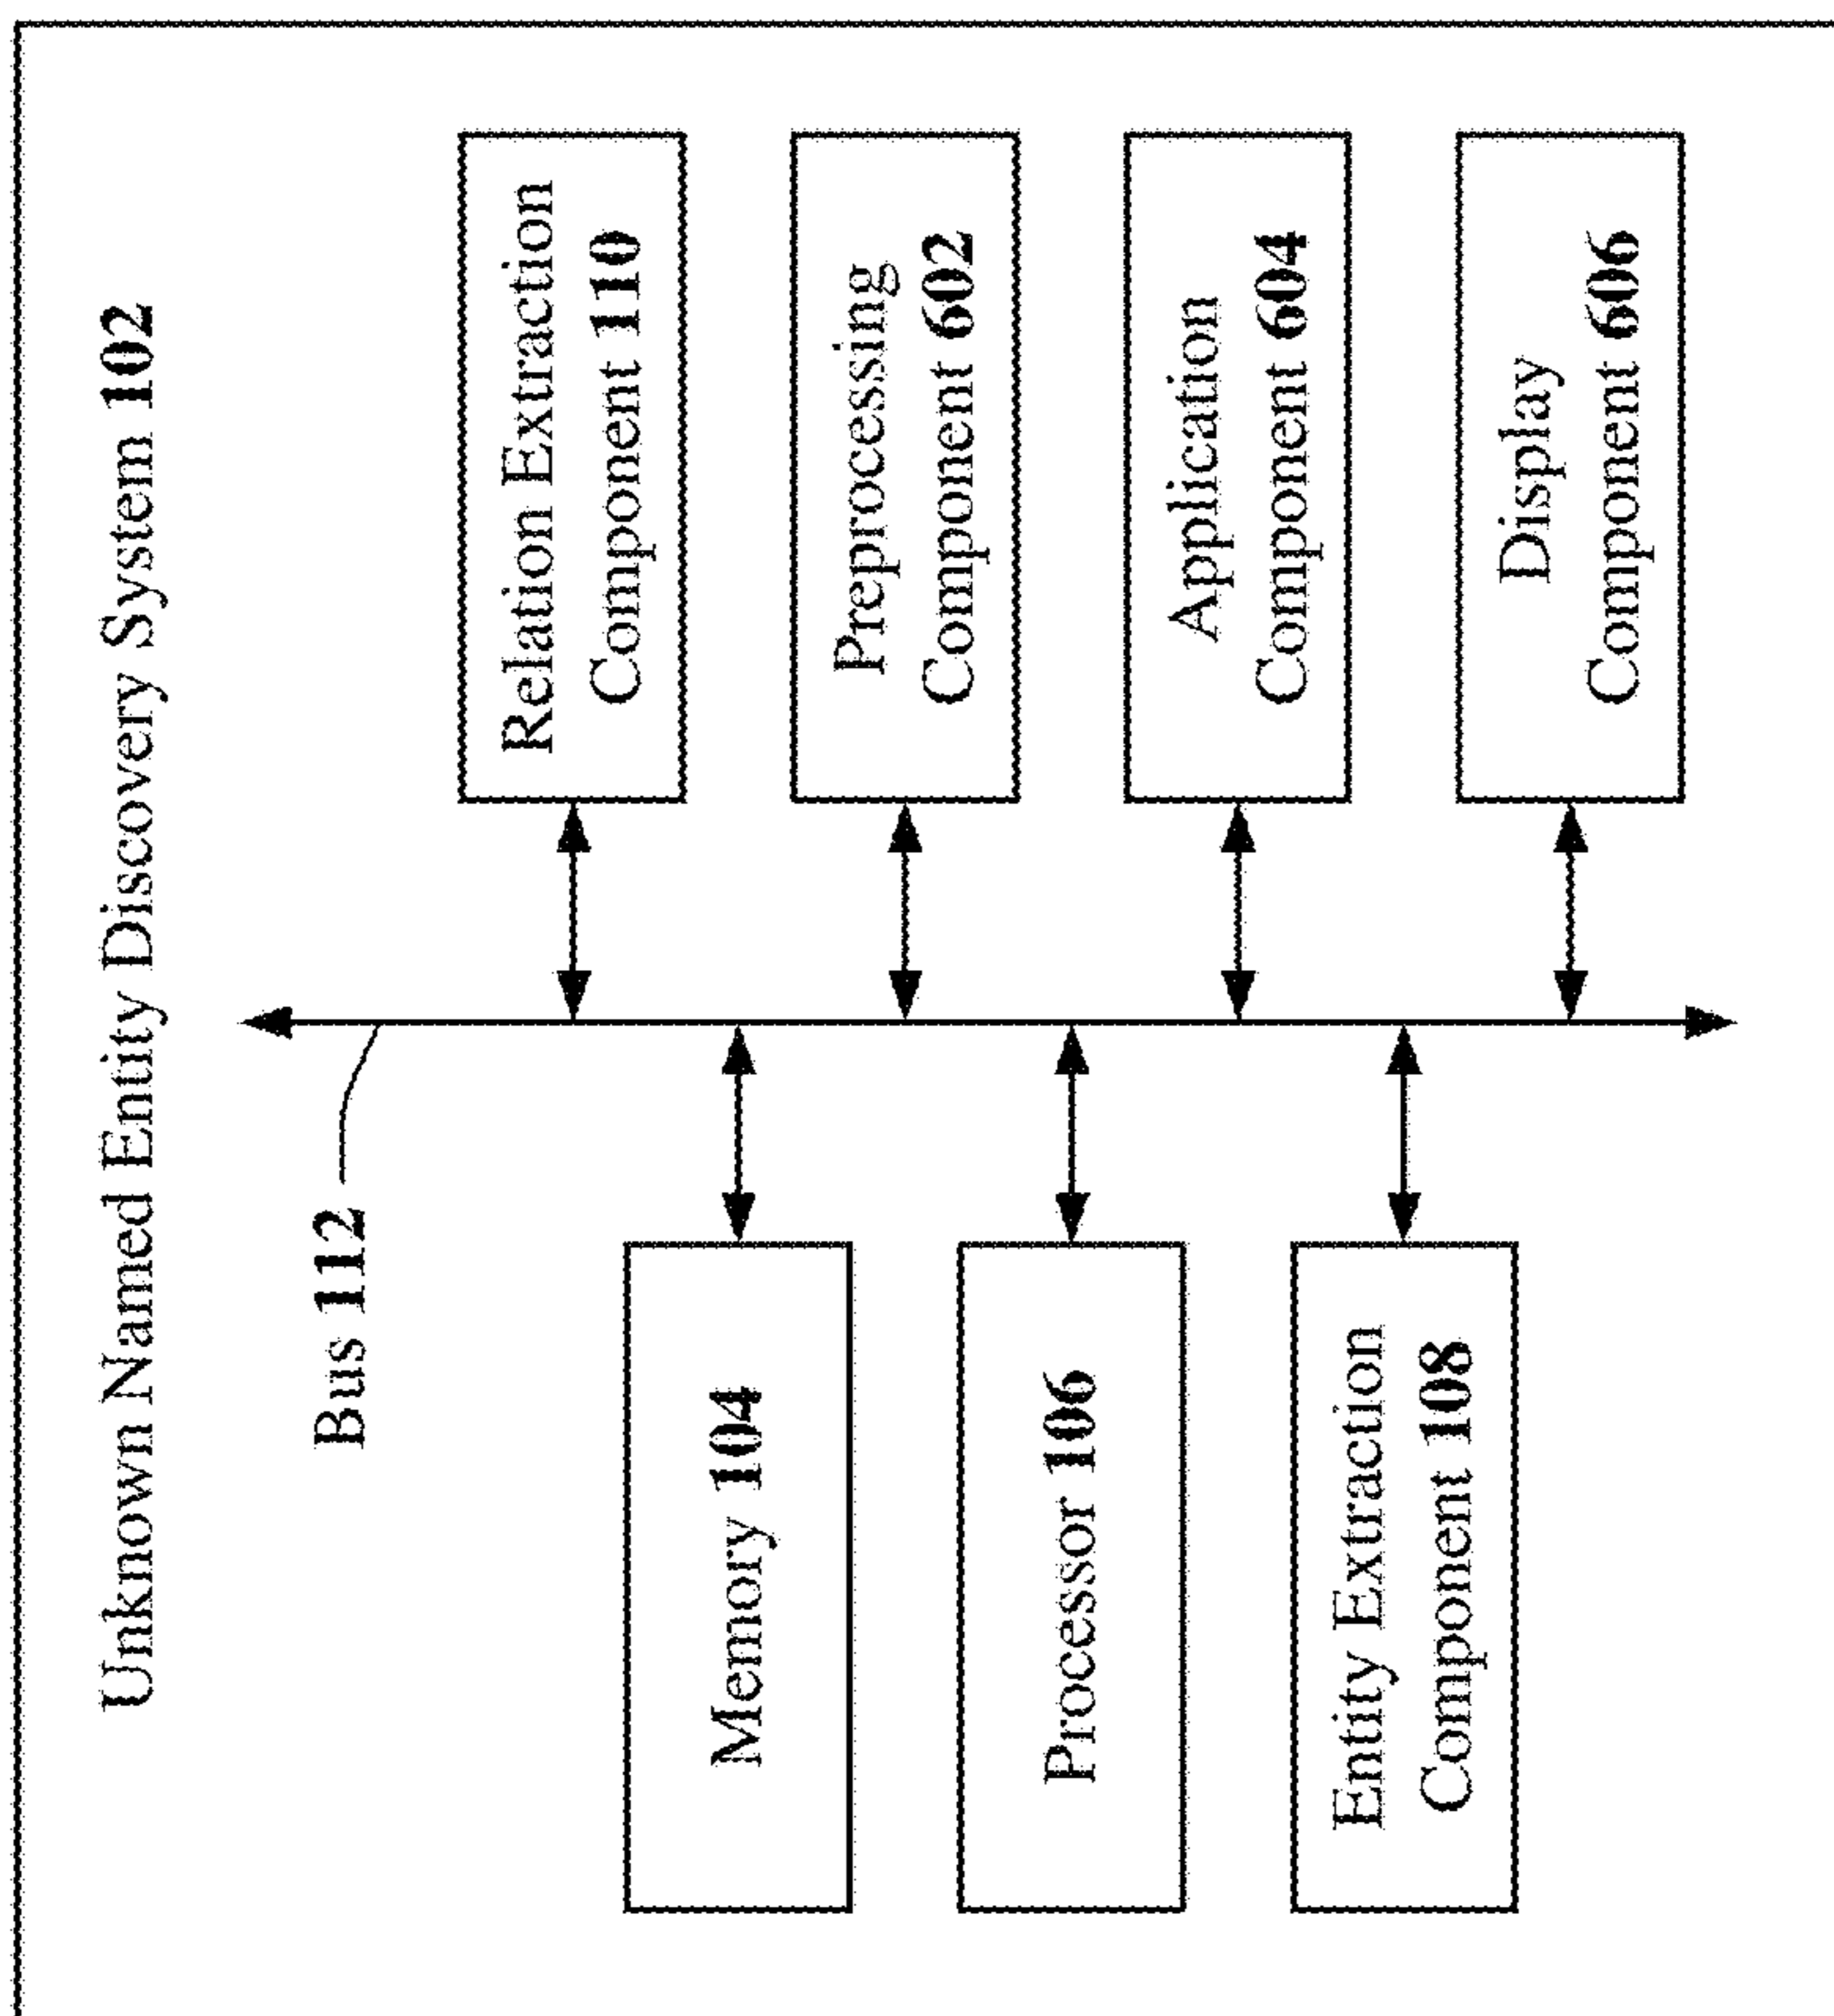 Unknown Named Entity Discovery System 102
Bus 112
Memory 104
Processor 106
Entity Extraction
Component 108
Relation Extraction
Component 110
Preprocessing
Component 602
Application
Component 604
Display
Component 606